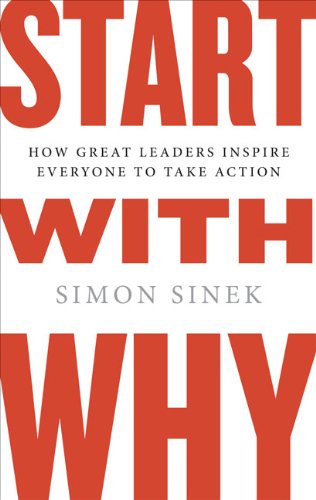 START
HOW GREAT LEADERS INSPIRE
EVERYONE TO TAKE ACTION
WITH
SIMON SINEK
WHY